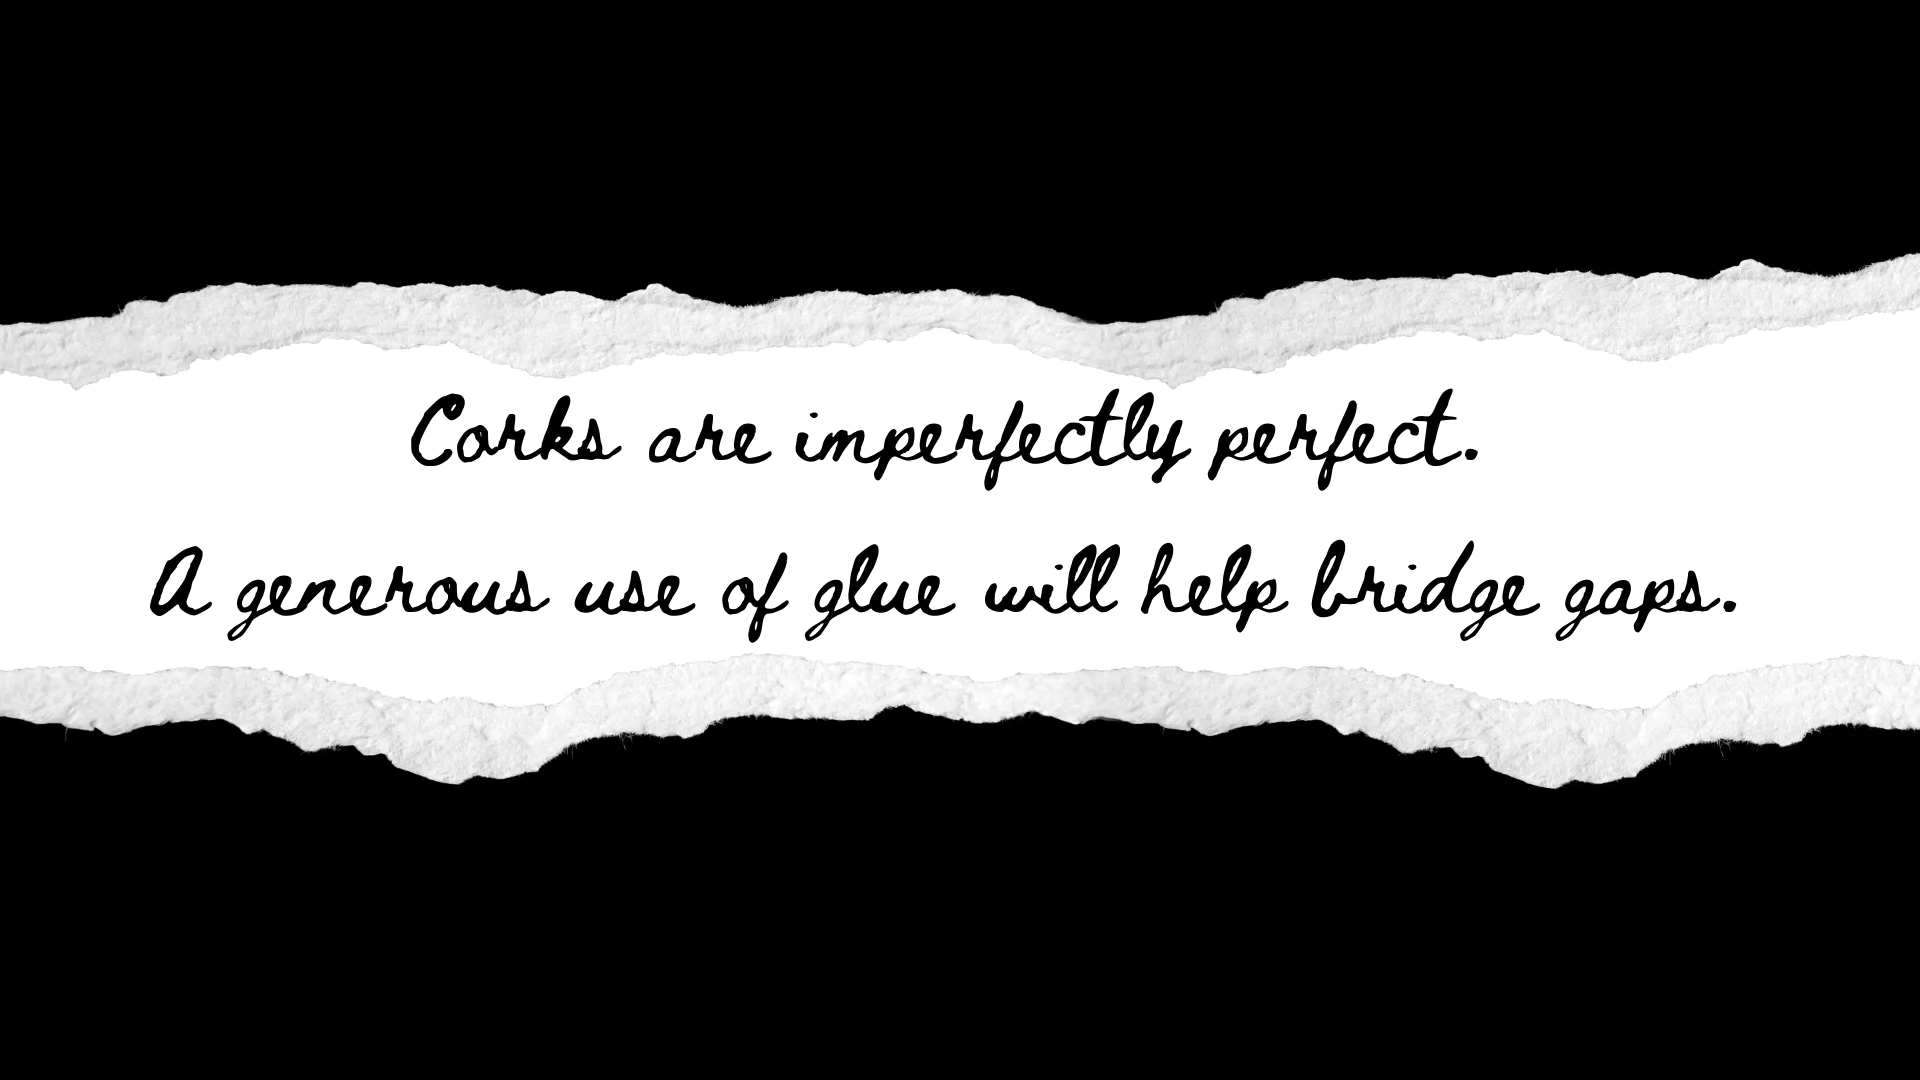 Corks are imperfectly perfect.
A generous use of glue will help bridge gaps.